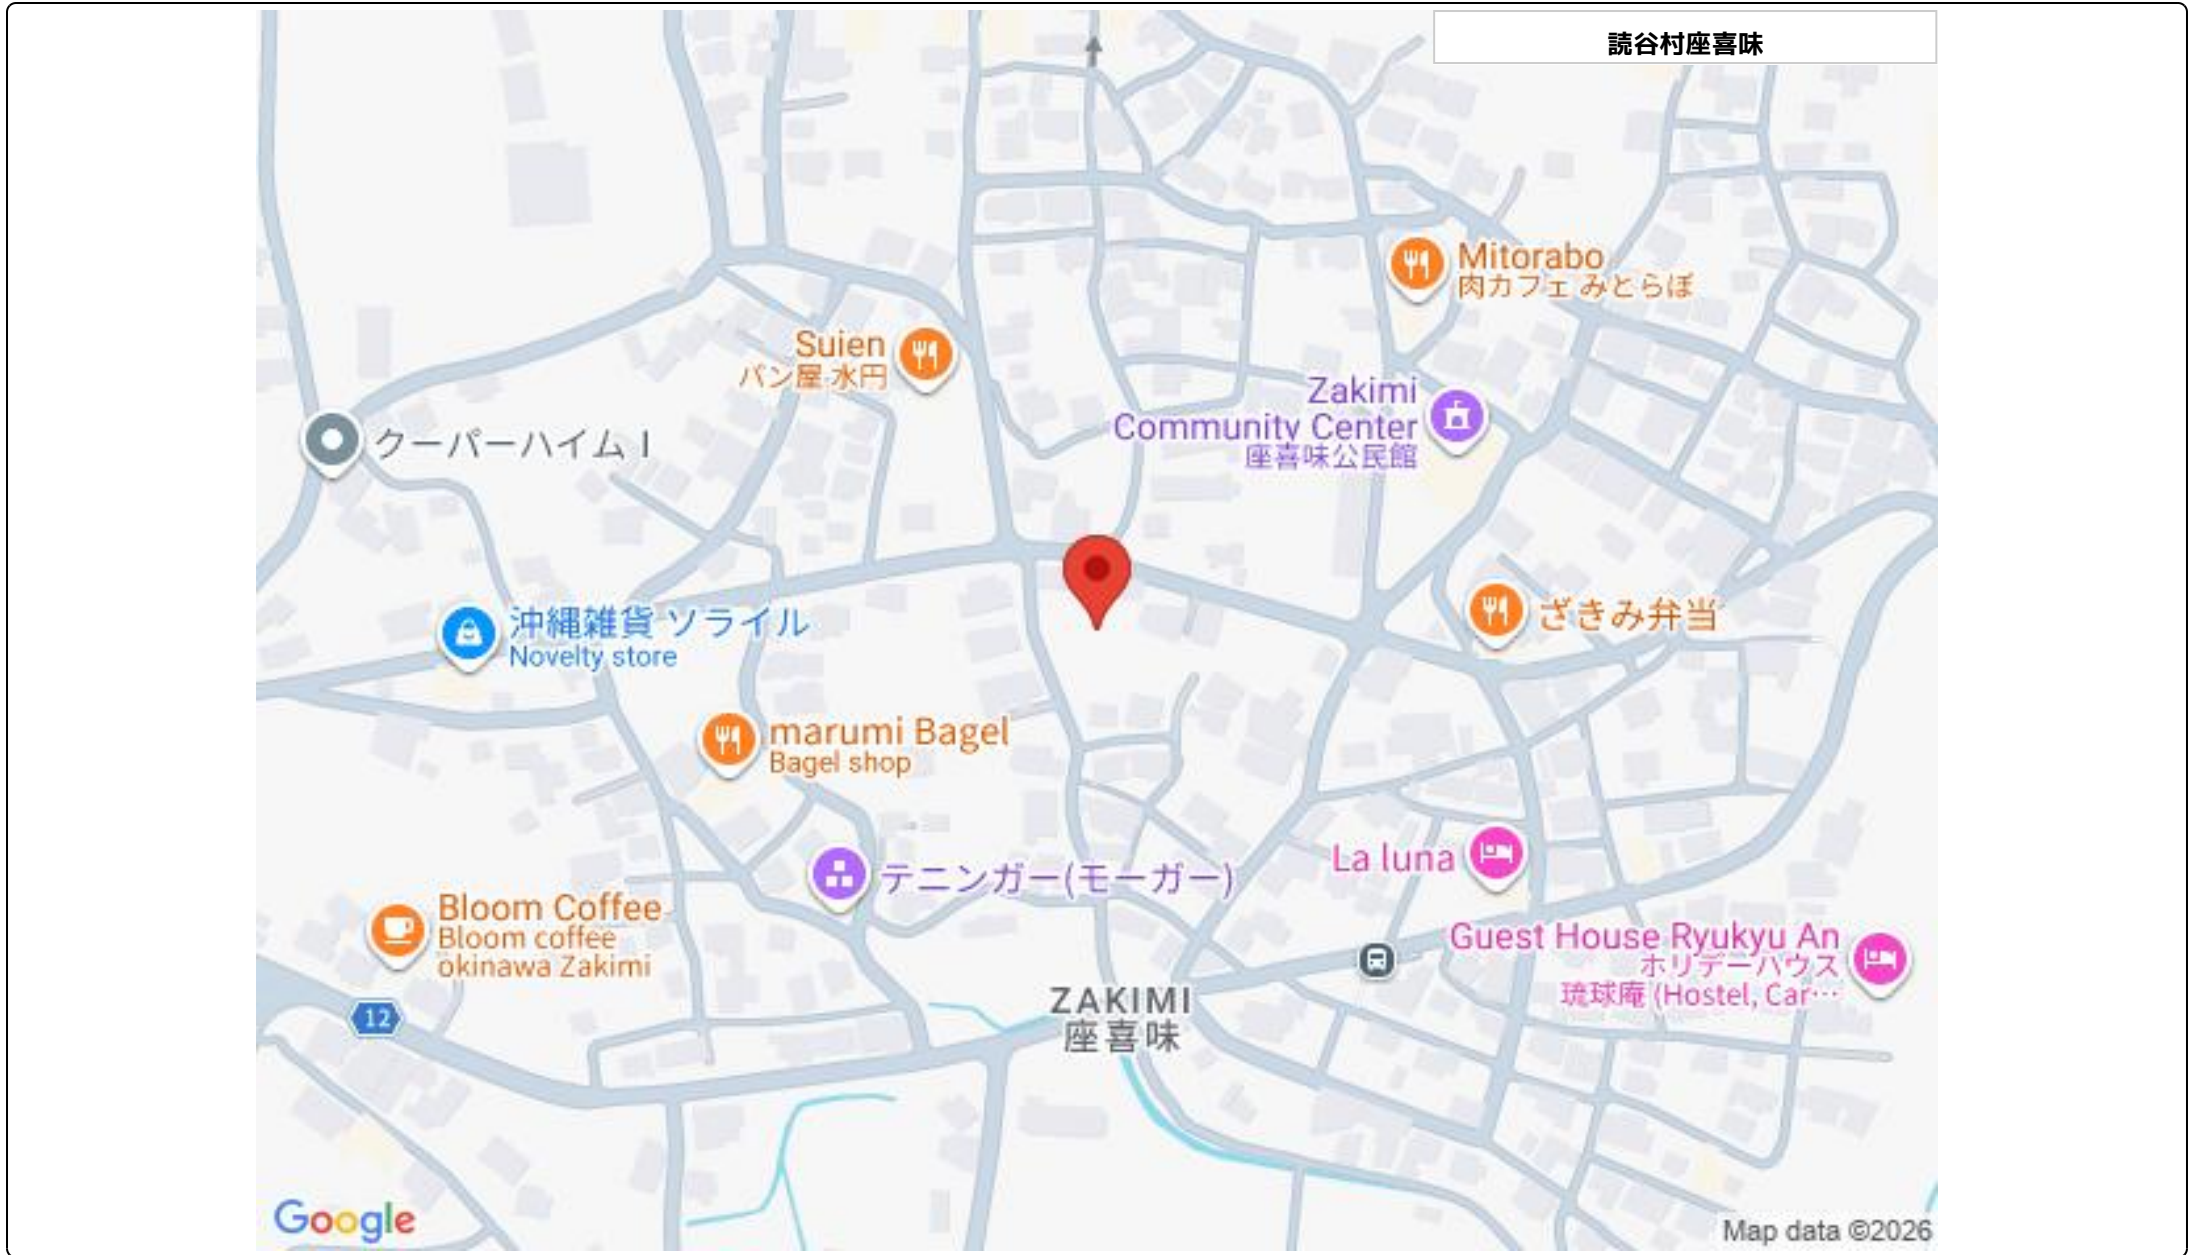 読谷村座喜味
Mitorabo
肉カフェ みとらぼ
Suien
パン屋 水円
Zakimi
Community Center
座喜味公民館
クーパーハイム I
沖縄雑貨 ソライル
Novelty store
ざきみ弁当
marumi Bagel
Bagel shop
La luna
テニンガー(モーガー)
Bloom Coffee
Bloom coffee
okinawa Zakimi
Guest House Ryukyu An
ホリデーハウス
琉球庵 (Hostel, Car…
12
ZAKIMI
座喜味
Google
Map data ©2026